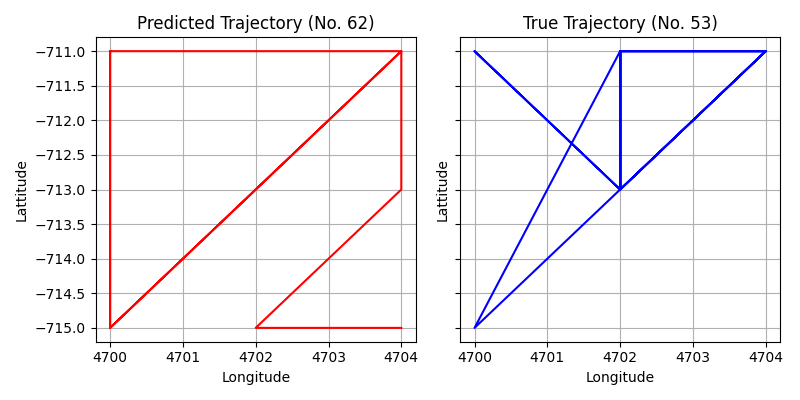 Predicted Trajectory (No. 62)
−711.0
−711.5
−712.0
−712.5
−713.0
−713.5
−714.0
−714.5
−715.0
Lattitude
4700 4701 4702 4703 4704
Longitude
True Trajectory (No. 53)
Lattitude
4700 4701 4702 4703 4704
Longitude